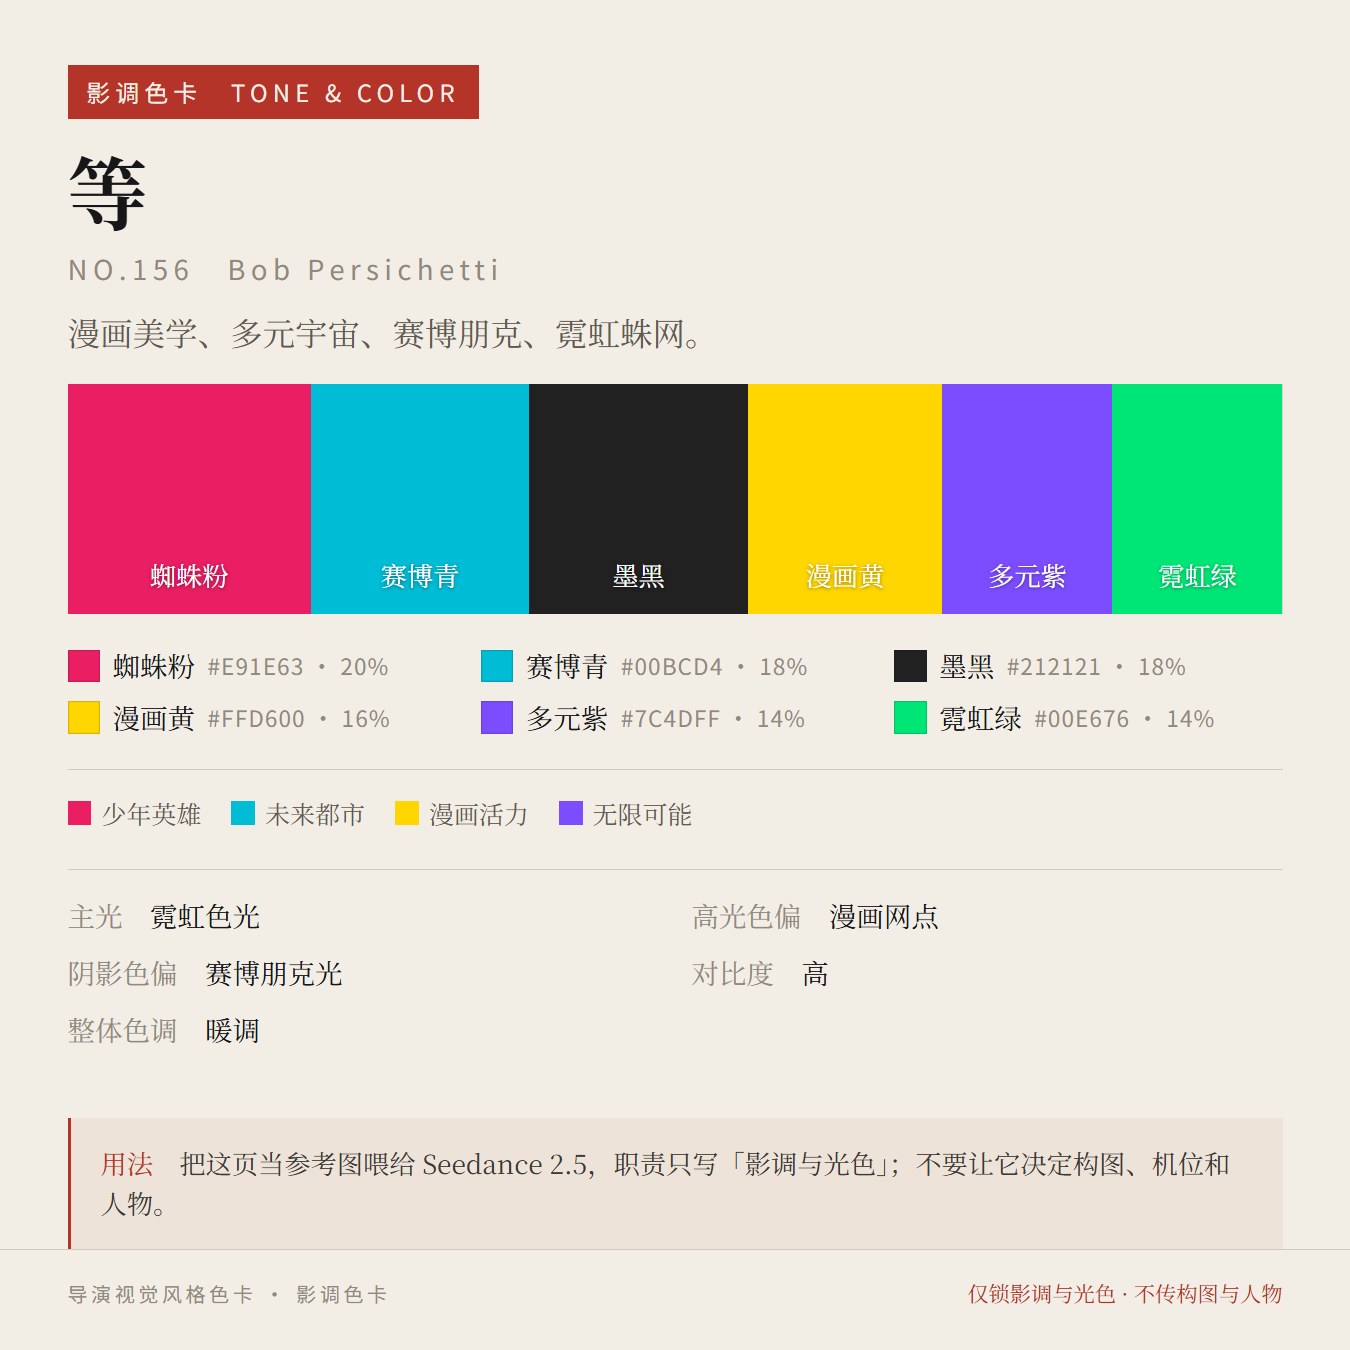 影调色卡 TONE & COLOR
等
NO.156 Bob Persichetti
漫画美学、多元宇宙、赛博朋克、霓虹蛛网。
蜘蛛粉 赛博青 墨黑 漫画黄 多元紫 霓虹绿
蜘蛛粉 #E91E63 • 20% 赛博青 #00BCD4 • 18% 墨黑 #212121 • 18%
漫画黄 #FFD600 • 16% 多元紫 #7C4DFF • 14% 霓虹绿 #00E676 • 14%
少年英雄 未来都市 漫画活力 无限可能
主光 霓虹色光 高光色偏 漫画网点
阴影色偏 赛博朋克光 对比度 高
整体色调 暖调
用法 把这页当参考图喂给 Seedance 2.5，职责只写「影调与光色」；不要让它决定构图、机位和
人物。
导演视觉风格色卡 • 影调色卡 仅锁影调与光色 · 不传构图与人物